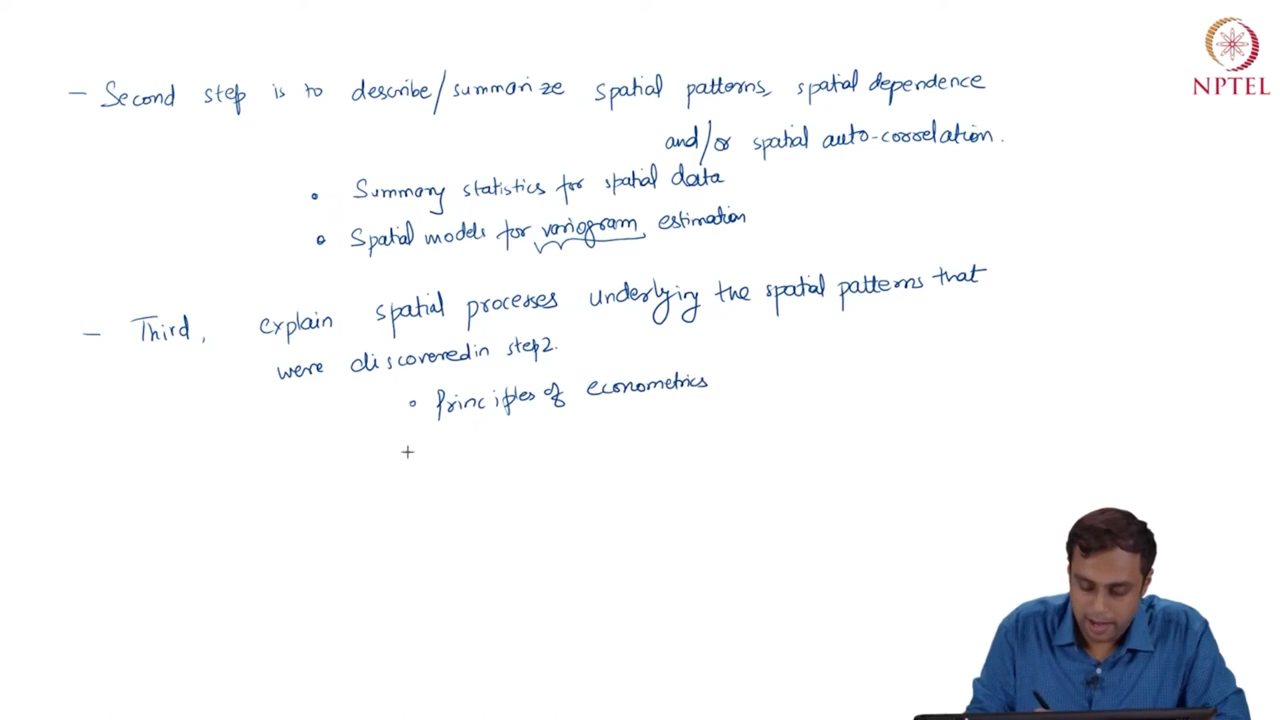 - Second step is to describe/summarize spatial patterns, spatial dependence
and/or spatial auto-correlation.
• Summary statistics for spatial data
• Spatial models for variogram estimation
- Third, explain spatial processes underlying the spatial patterns that
were discovered in step 2.
• Principles of econometrics
NPTEL